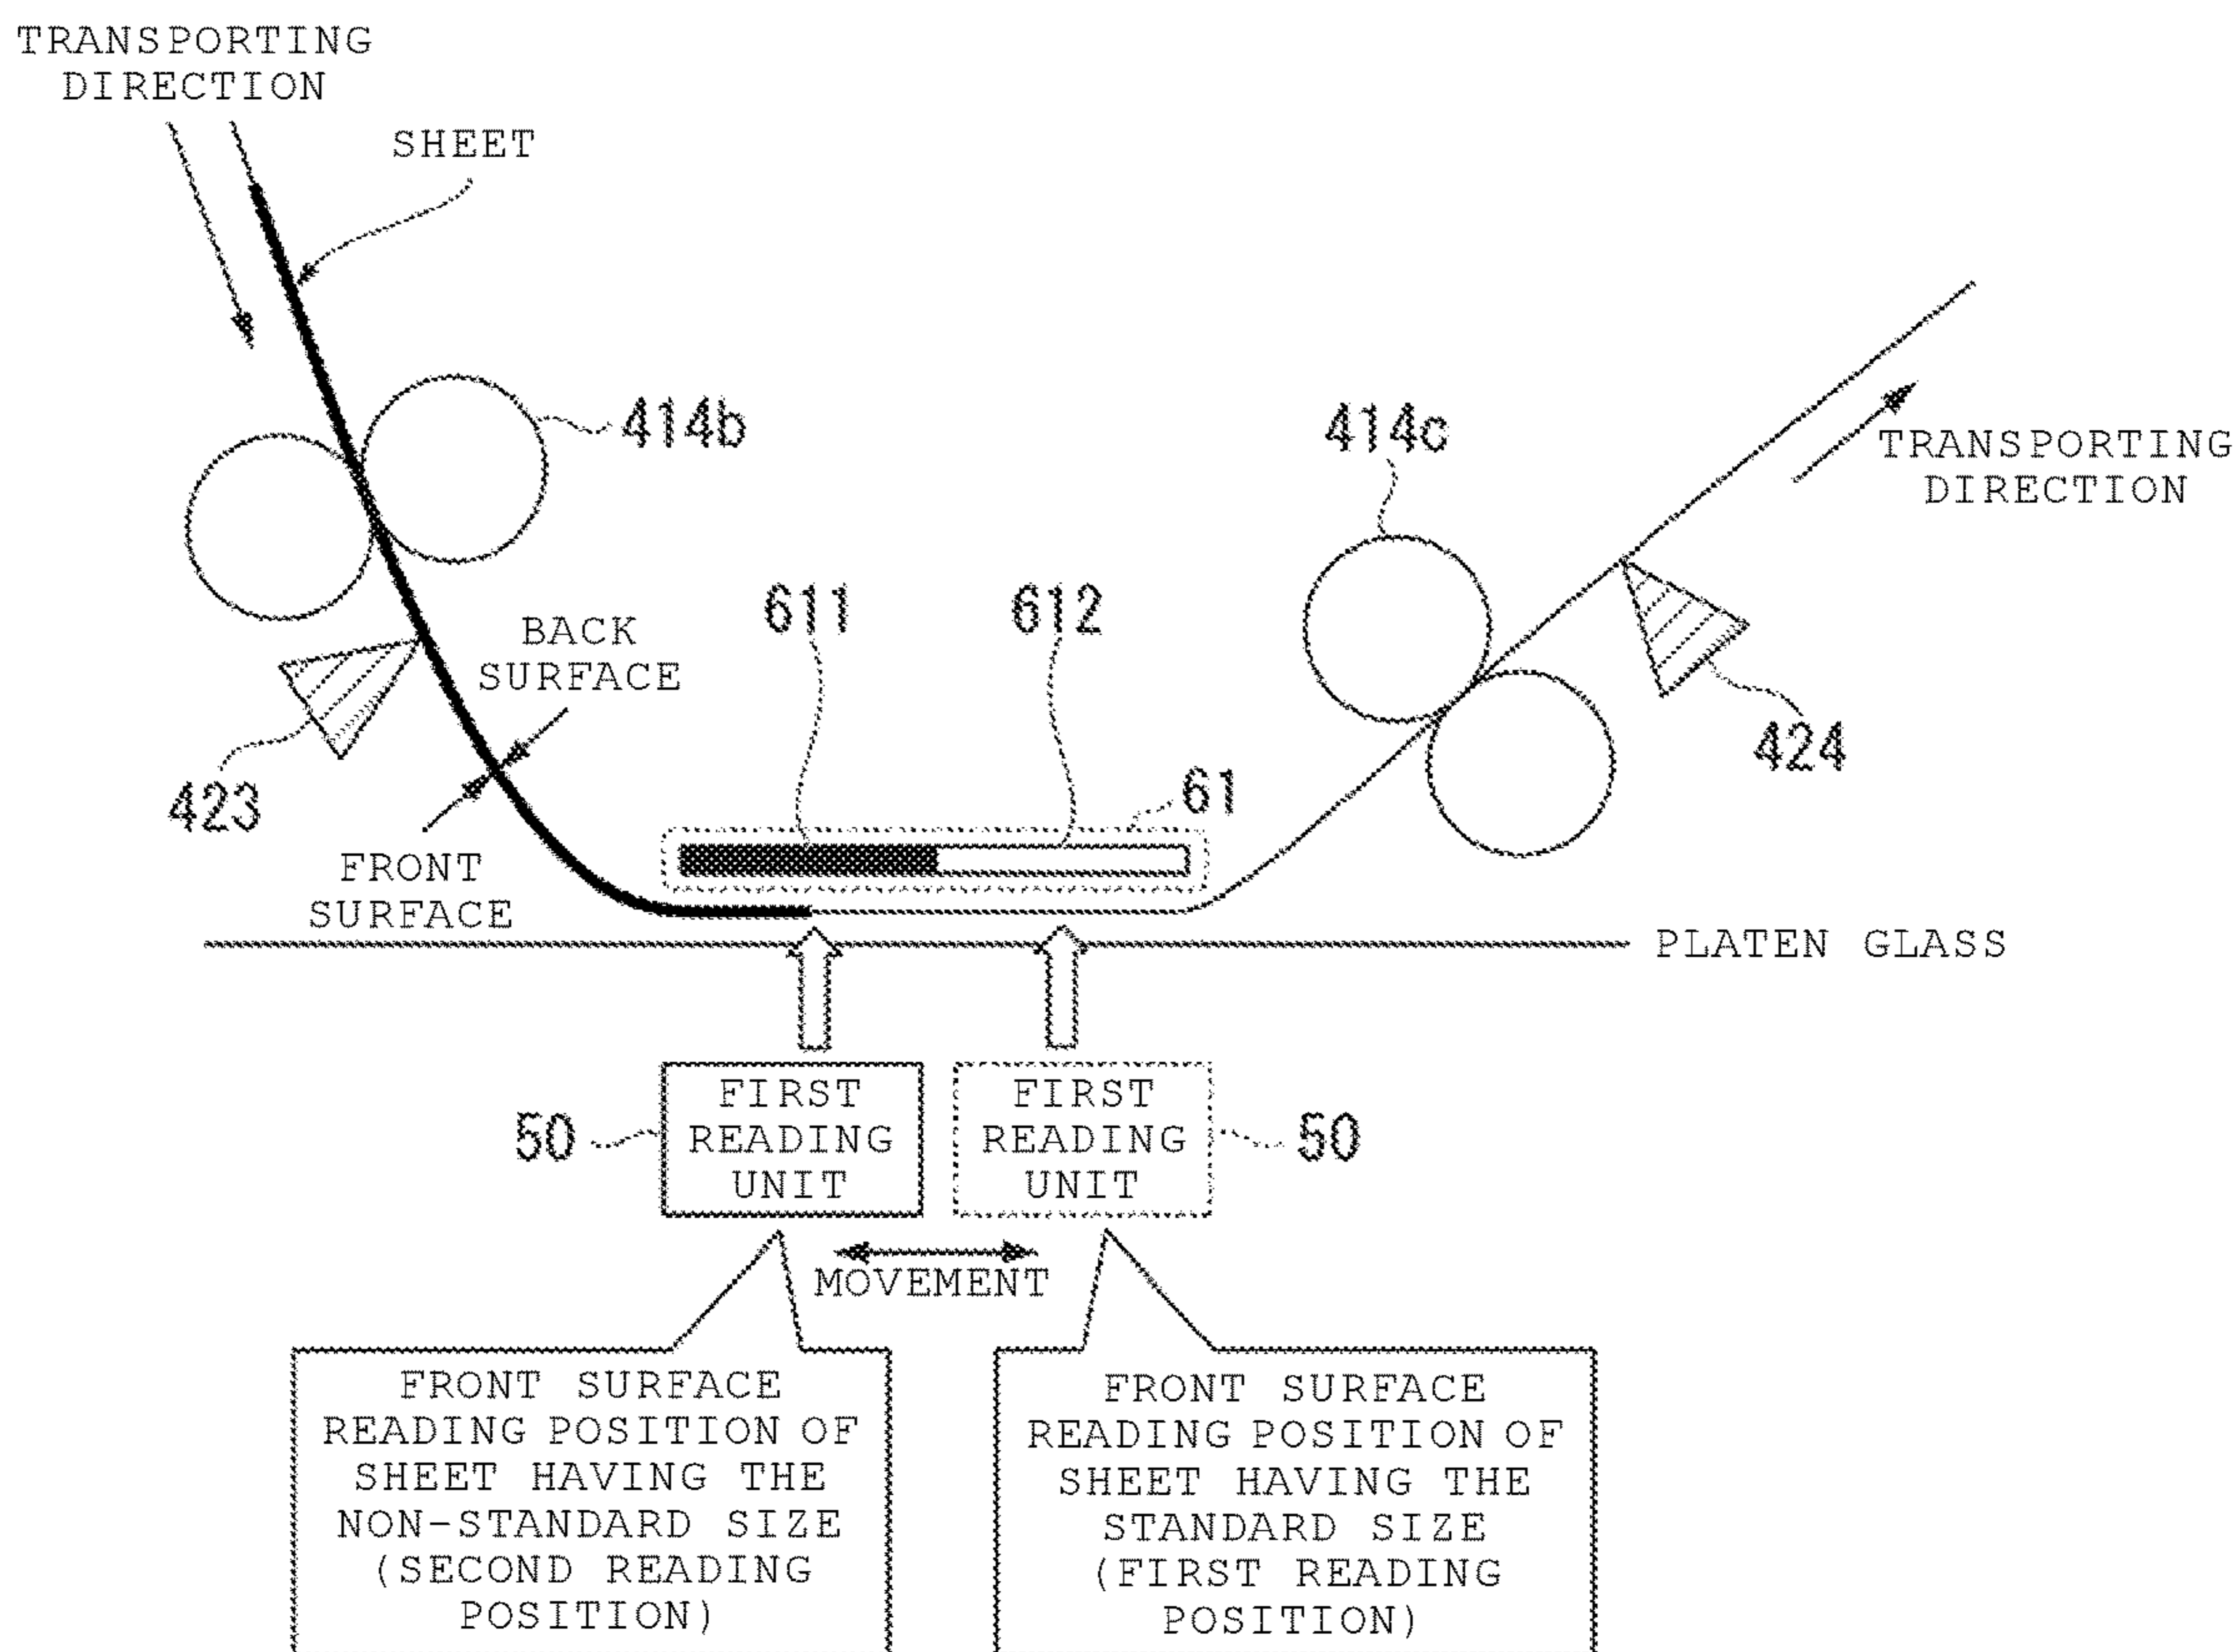 TRANSPORTING
DIRECTION
SHEET
414b
414c
TRANSPORTING
DIRECTION
611
612
BACK
SURFACE
423
424
61
FRONT
SURFACE
PLATEN GLASS
50
FIRST
READING
UNIT
FIRST
READING
UNIT
50
MOVEMENT
FRONT SURFACE
READING POSITION OF
SHEET HAVING THE
NON-STANDARD SIZE
(SECOND READING
POSITION)
FRONT SURFACE
READING POSITION OF
SHEET HAVING THE
STANDARD SIZE
(FIRST READING
POSITION)